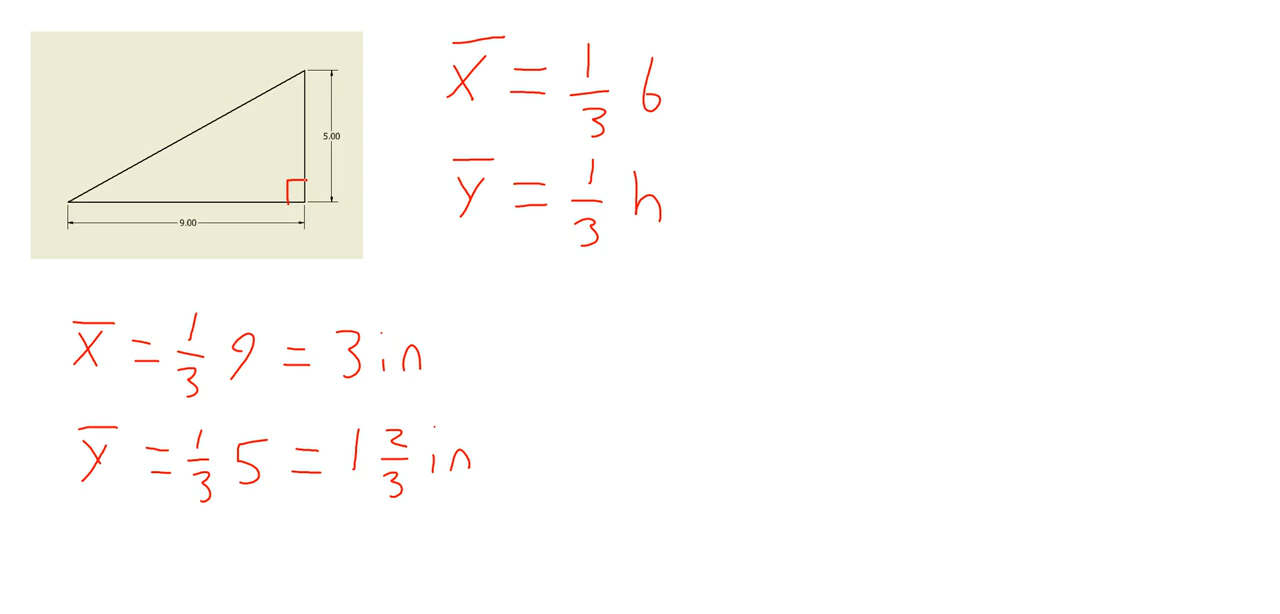 5.00
9.00
x̄ = 1/3 b
ȳ = 1/3 h
x̄ = 1/3 9 = 3 in
ȳ = 1/3 5 = 1 2/3 in